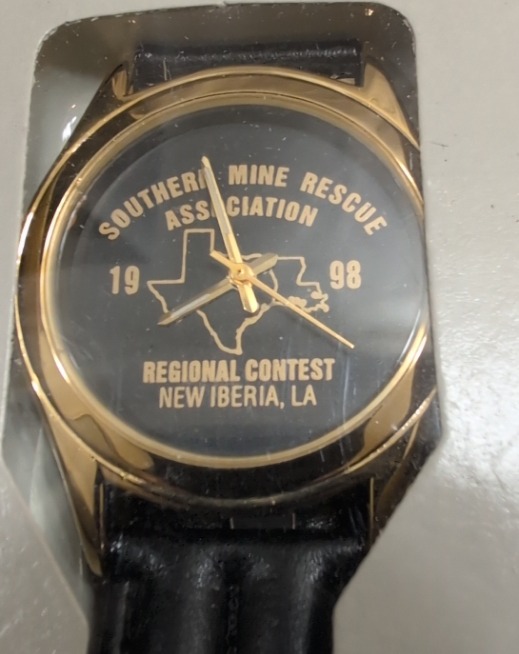 SOUTHERN MINE RESCUE
ASSOCIATION
19 98
REGIONAL CONTEST
NEW IBERIA, LA